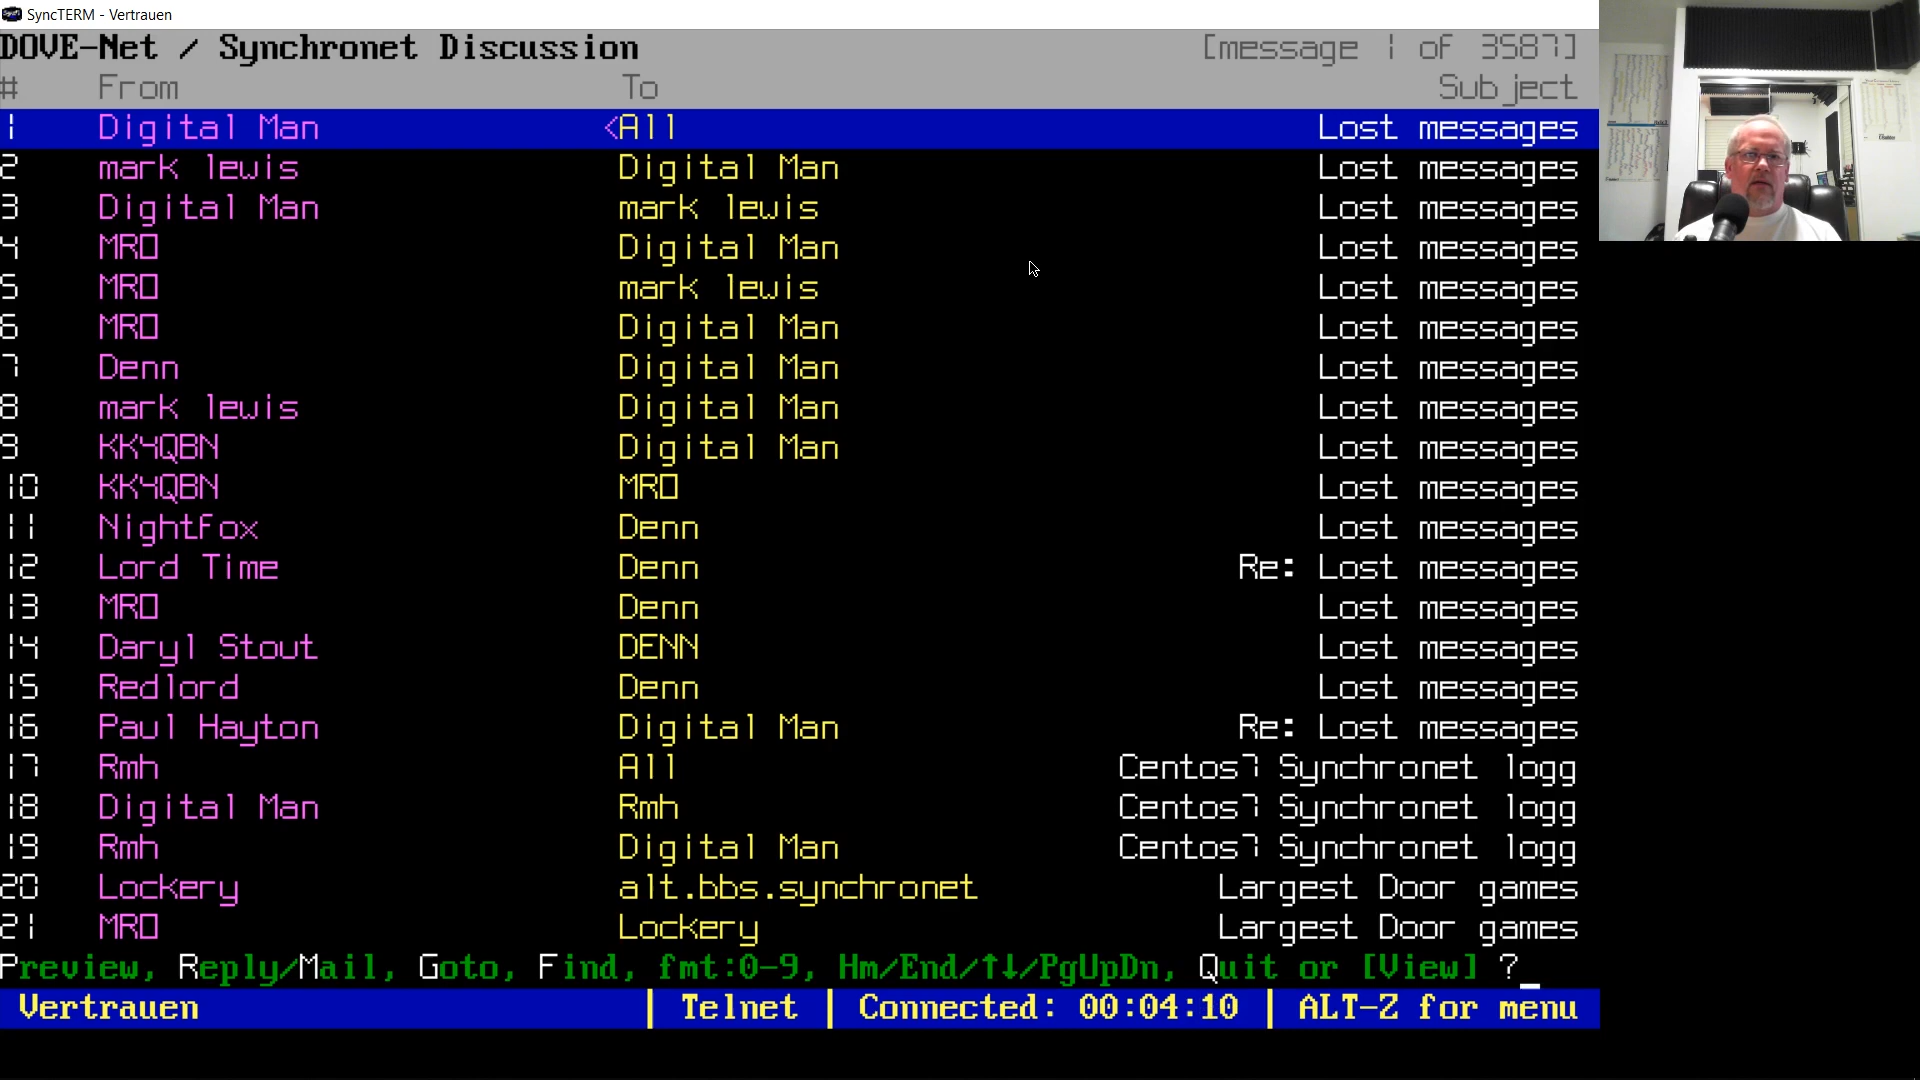 SyncTERM - Vertrauen
DOVE-Net / Synchronet Discussion [message 1 of 3587]
# From To Subject
1 Digital Man <All Lost messages
2 mark lewis Digital Man Lost messages
3 Digital Man mark lewis Lost messages
4 MRO Digital Man Lost messages
5 MRO mark lewis Lost messages
6 MRO Digital Man Lost messages
7 Denn Digital Man Lost messages
8 mark lewis Digital Man Lost messages
9 KK4QBN Digital Man Lost messages
10 KK4QBN MRO Lost messages
11 Nightfox Denn Lost messages
12 Lord Time Denn Re: Lost messages
13 MRO Denn Lost messages
14 Daryl Stout DENN Lost messages
15 Redlord Denn Lost messages
16 Paul Hayton Digital Man Re: Lost messages
17 Rmh All Centos7 Synchronet logg
18 Digital Man Rmh Centos7 Synchronet logg
19 Rmh Digital Man Centos7 Synchronet logg
20 Lockery alt.bbs.synchronet Largest Door games
21 MRO Lockery Largest Door games
Preview, Reply/Mail, Goto, Find, fmt:0-9, Hm/End/↑↓/PgUpDn, Quit or [View] ?
Vertrauen | Telnet | Connected: 00:04:10 | ALT-Z for menu